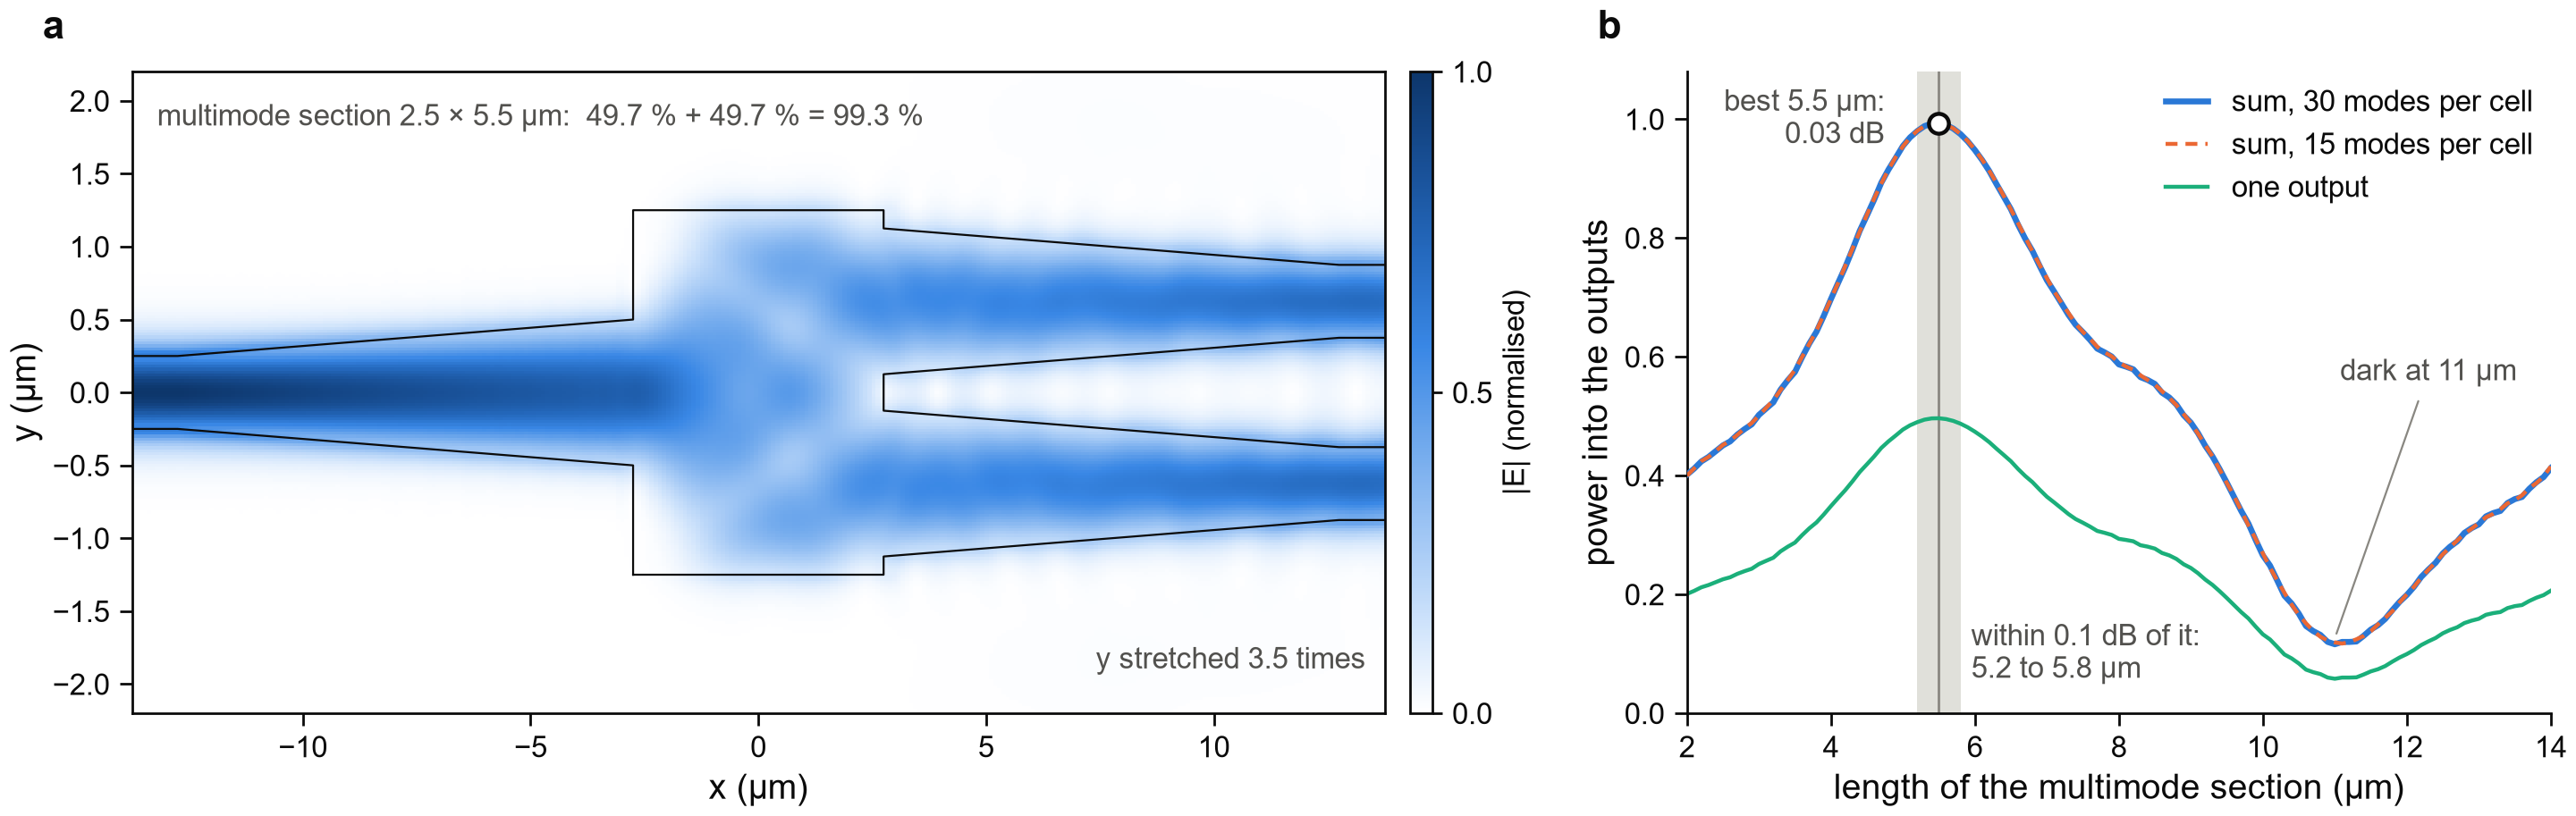 a
multimode section 2.5 × 5.5 µm:  49.7 % + 49.7 % = 99.3 %
y stretched 3.5 times
2.0
1.5
1.0
0.5
0.0
−0.5
−1.0
−1.5
−2.0
y (µm)
−10
−5
0
5
10
x (µm)
1.0
0.5
0.0
|E| (normalised)
b
best 5.5 µm:
0.03 dB
sum, 30 modes per cell
sum, 15 modes per cell
one output
dark at 11 µm
within 0.1 dB of it:
5.2 to 5.8 µm
1.0
0.8
0.6
0.4
0.2
0.0
power into the outputs
2
4
6
8
10
12
14
length of the multimode section (µm)